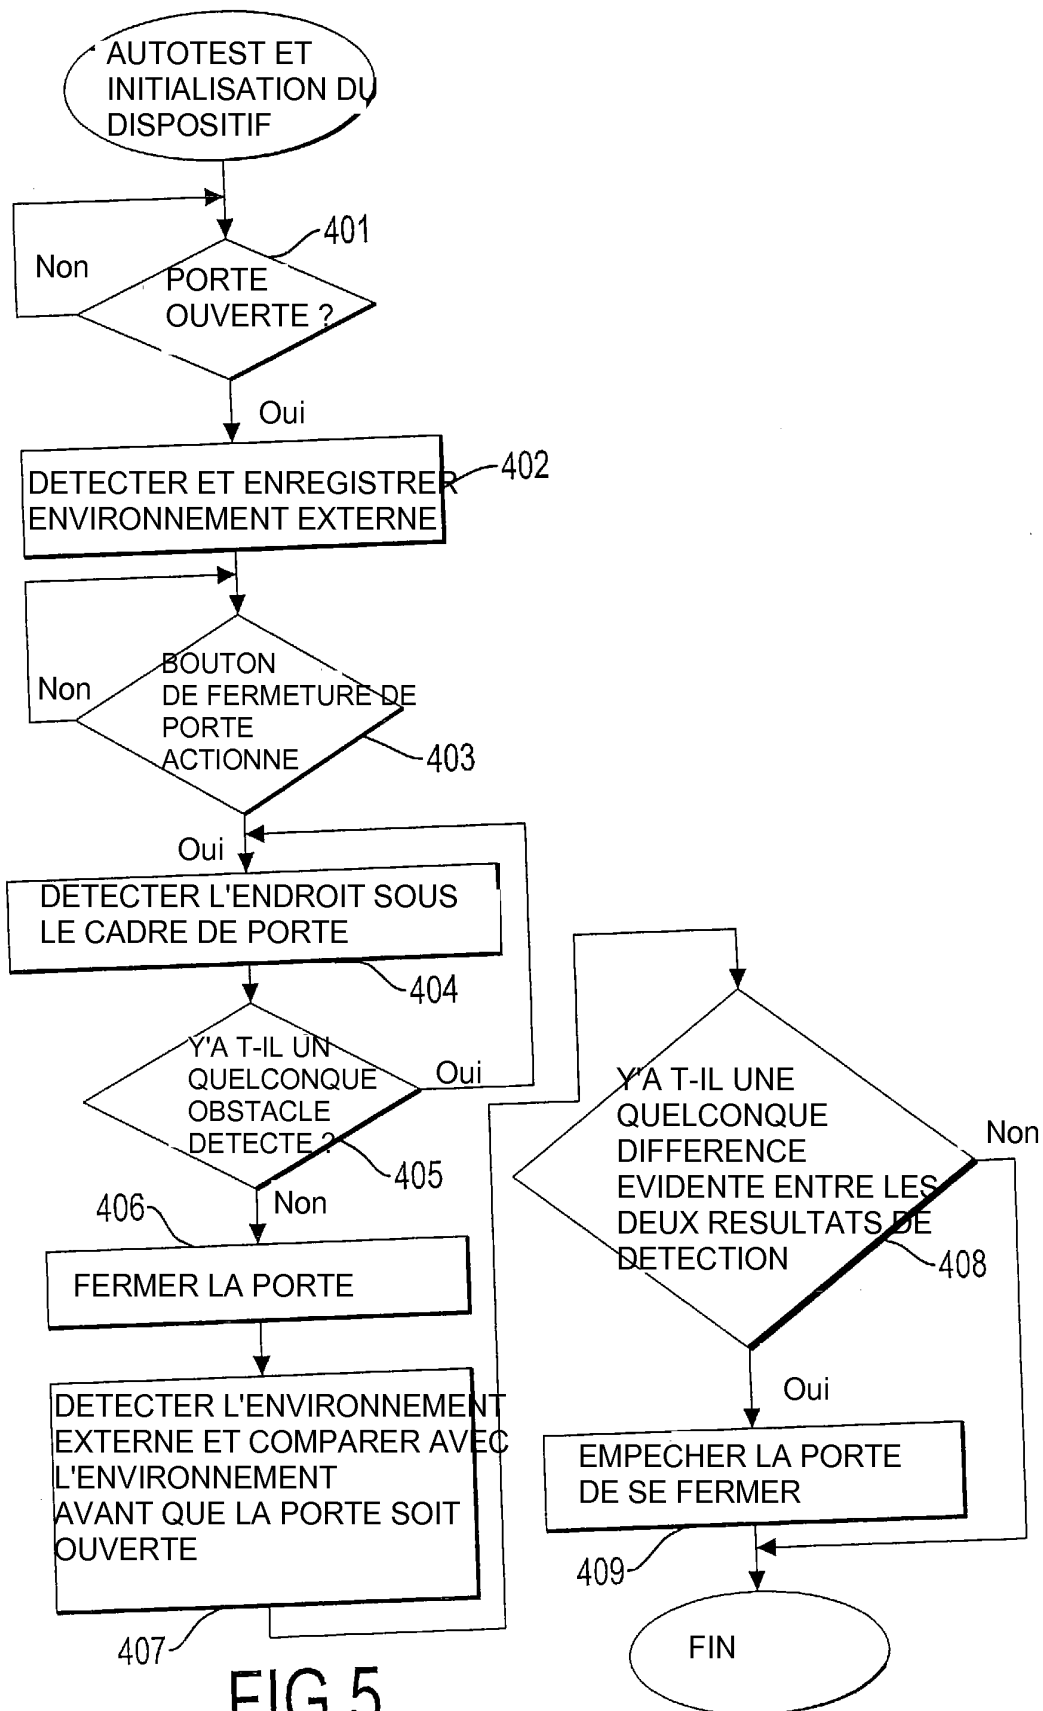 AUTOTEST ET
INITIALISATION DU
DISPOSITIF
401
Non
PORTE
OUVERTE ?
Oui
402
DETECTER ET ENREGISTRER
ENVIRONNEMENT EXTERNE
BOUTON
DE FERMETURE DE
PORTE
ACTIONNE
Non
403
Oui
DETECTER L'ENDROIT SOUS
LE CADRE DE PORTE
404
Y'A T-IL UN
QUELCONQUE
OBSTACLE
DETECTE ?
Oui
405
Non
406
FERMER LA PORTE
DETECTER L'ENVIRONNEMENT
EXTERNE ET COMPARER AVEC
L'ENVIRONNEMENT
AVANT QUE LA PORTE SOIT
OUVERTE
407
Y'A T-IL UNE
QUELCONQUE
DIFFERENCE
EVIDENTE ENTRE LES
DEUX RESULTATS DE
DETECTION
Non
408
Oui
EMPECHER LA PORTE
DE SE FERMER
409
FIN
FIG.5